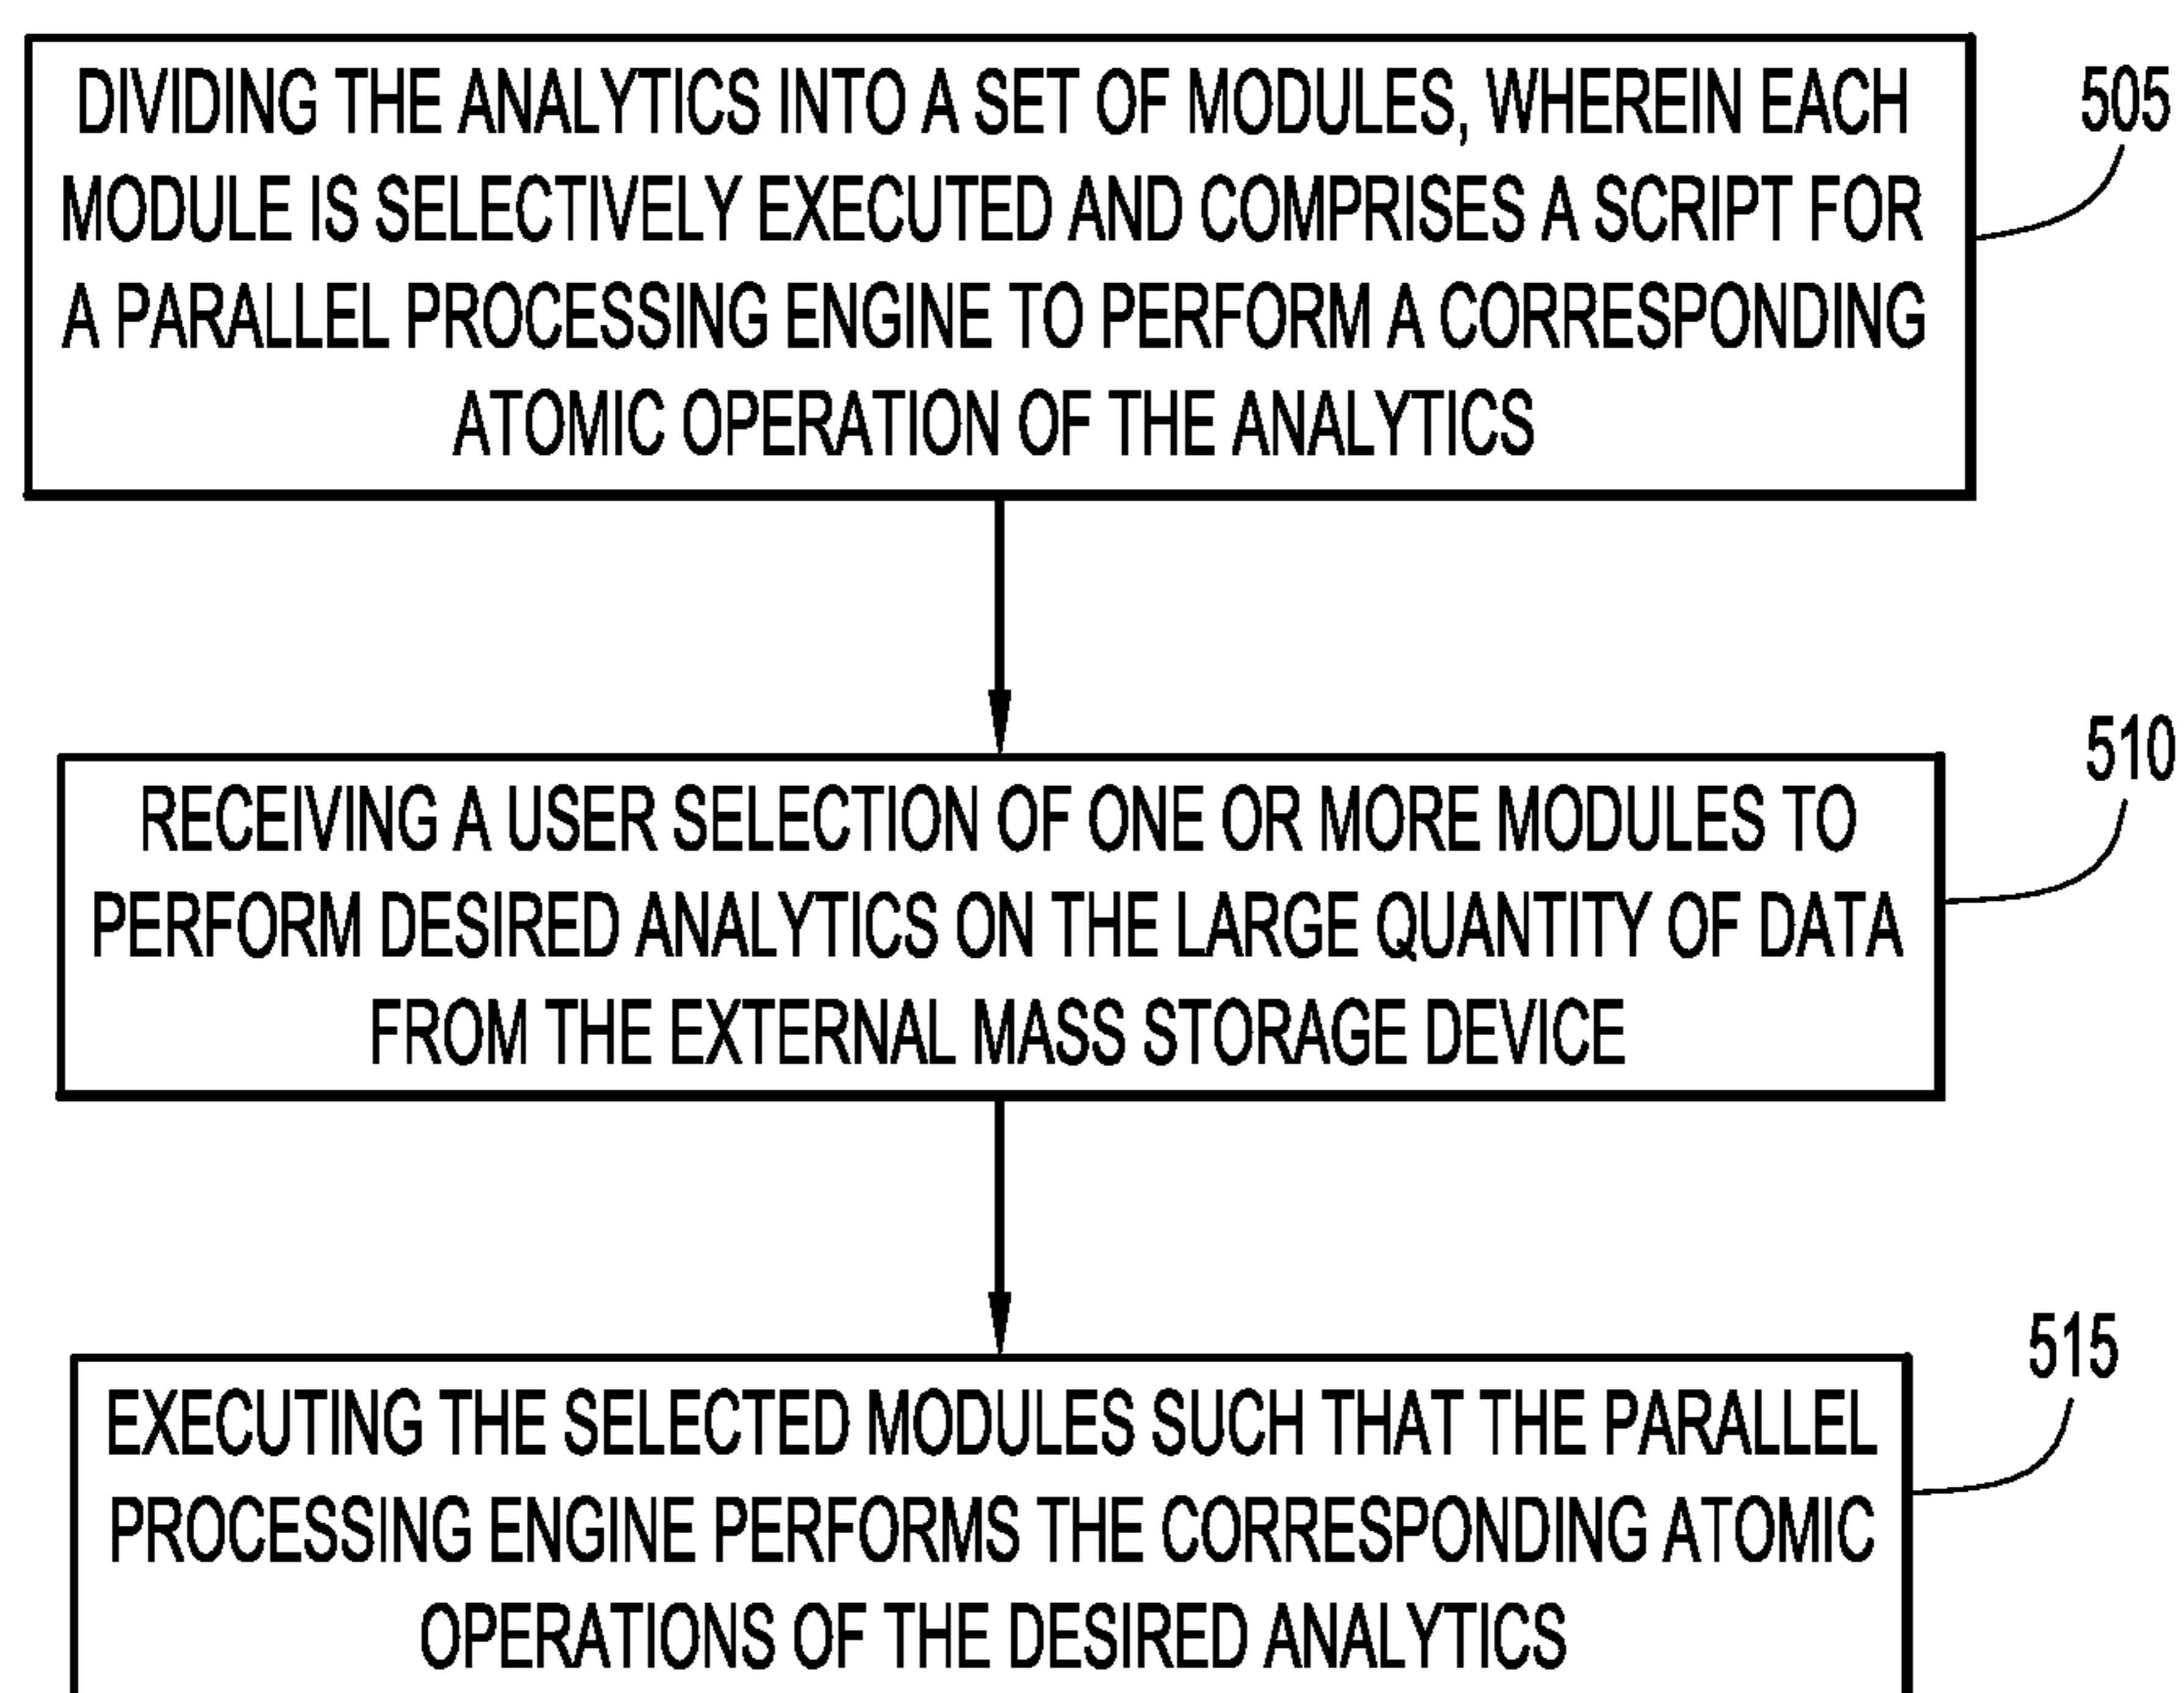 DIVIDING THE ANALYTICS INTO A SET OF MODULES, WHEREIN EACH
MODULE IS SELECTIVELY EXECUTED AND COMPRISES A SCRIPT FOR
A PARALLEL PROCESSING ENGINE TO PERFORM A CORRESPONDING
ATOMIC OPERATION OF THE ANALYTICS
505
RECEIVING A USER SELECTION OF ONE OR MORE MODULES TO
PERFORM DESIRED ANALYTICS ON THE LARGE QUANTITY OF DATA
FROM THE EXTERNAL MASS STORAGE DEVICE
510
EXECUTING THE SELECTED MODULES SUCH THAT THE PARALLEL
PROCESSING ENGINE PERFORMS THE CORRESPONDING ATOMIC
OPERATIONS OF THE DESIRED ANALYTICS
515